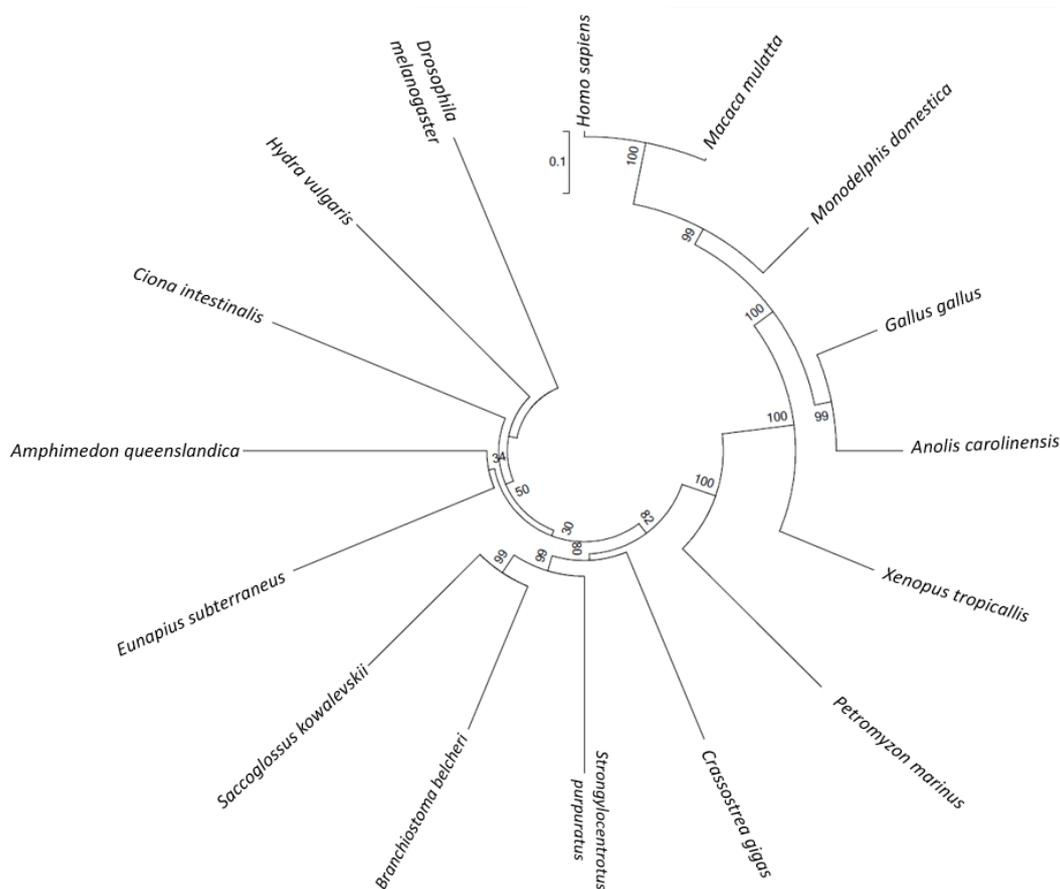 Homo sapiens
Macaca mulatta
Monodelphis domestica
Gallus gallus
Anolis carolinensis
Xenopus tropicallis
Petromyzon marinus
Crassostrea gigas
Strongylocentrotus
purpuratus
Branchiostoma belcheri
Saccoglossus kowalevskii
Eunapius subterraneus
Amphimedon queenslandica
Ciona intestinalis
Hydra vulgaris
Drosophila
melanogaster
0.1
100
99
100
99
100
100
82
80
99
99
30
50
34